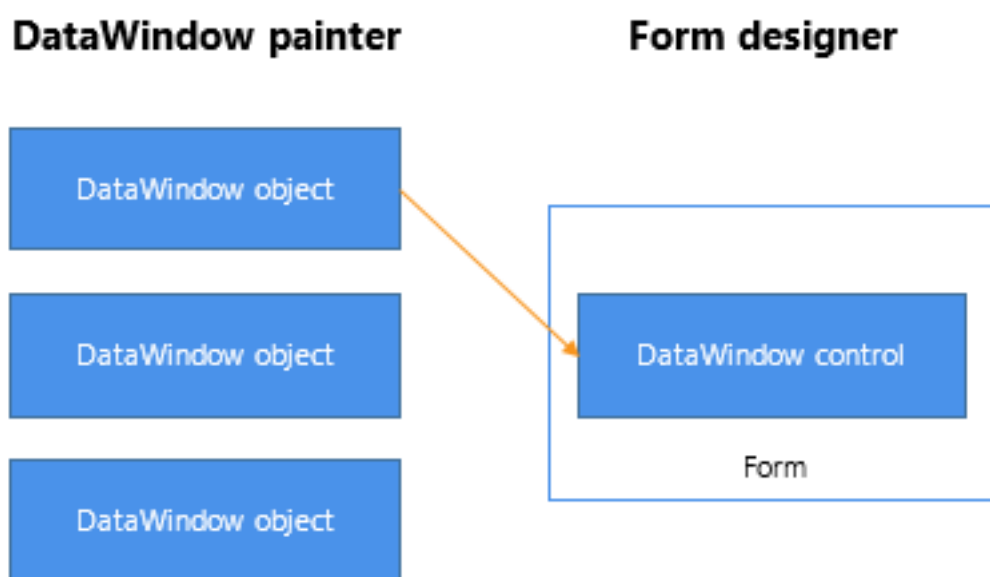 DataWindow painter
Form designer
DataWindow object
DataWindow object
DataWindow control
Form
DataWindow object